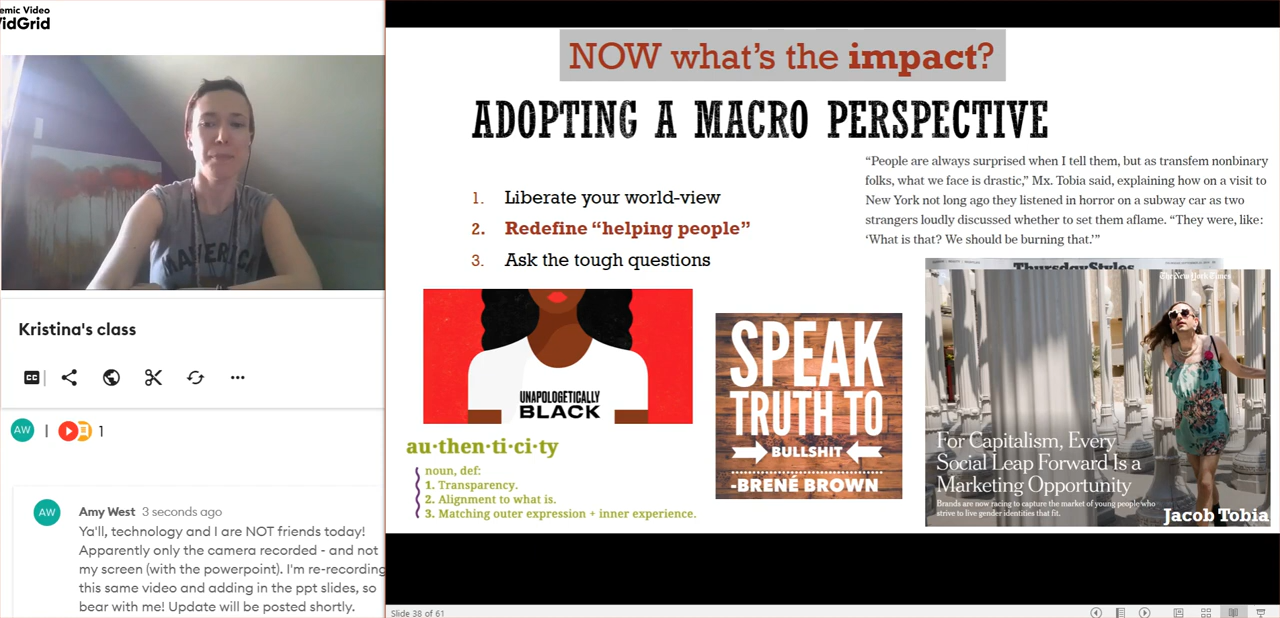 emic Video
VidGrid
MAVERIC
Kristina's class
CC
AW
1
AW
Amy West 3 seconds ago
Ya'll, technology and I are NOT friends today!
Apparently only the camera recorded - and not
my screen (with the powerpoint). I'm re-recording
this same video and adding in the ppt slides, so
bear with me! Update will be posted shortly.
NOW what's the impact?
ADOPTING A MACRO PERSPECTIVE
1. Liberate your world-view
2. Redefine “helping people”
3. Ask the tough questions
“People are always surprised when I tell them, but as transfem nonbinary
folks, what we face is drastic,” Mx. Tobia said, explaining how on a visit to
New York not long ago they listened in horror on a subway car as two
strangers loudly discussed whether to set them aflame. “They were, like:
‘What is that? We should be burning that.’”
UNAPOLOGETICALLY
BLACK
au·then·ti·ci·ty
noun, def:
1. Transparency.
2. Alignment to what is.
3. Matching outer expression + inner experience.
SPEAK
TRUTH TO
BULLSHIT
-BRENÉ BROWN
ThursdayStyles
The New York Times
For Capitalism, Every
Social Leap Forward Is a
Marketing Opportunity
Brands are now racing to capture the market of young people who
strive to live gender identities that fit.
Jacob Tobia
Slide 38 of 61